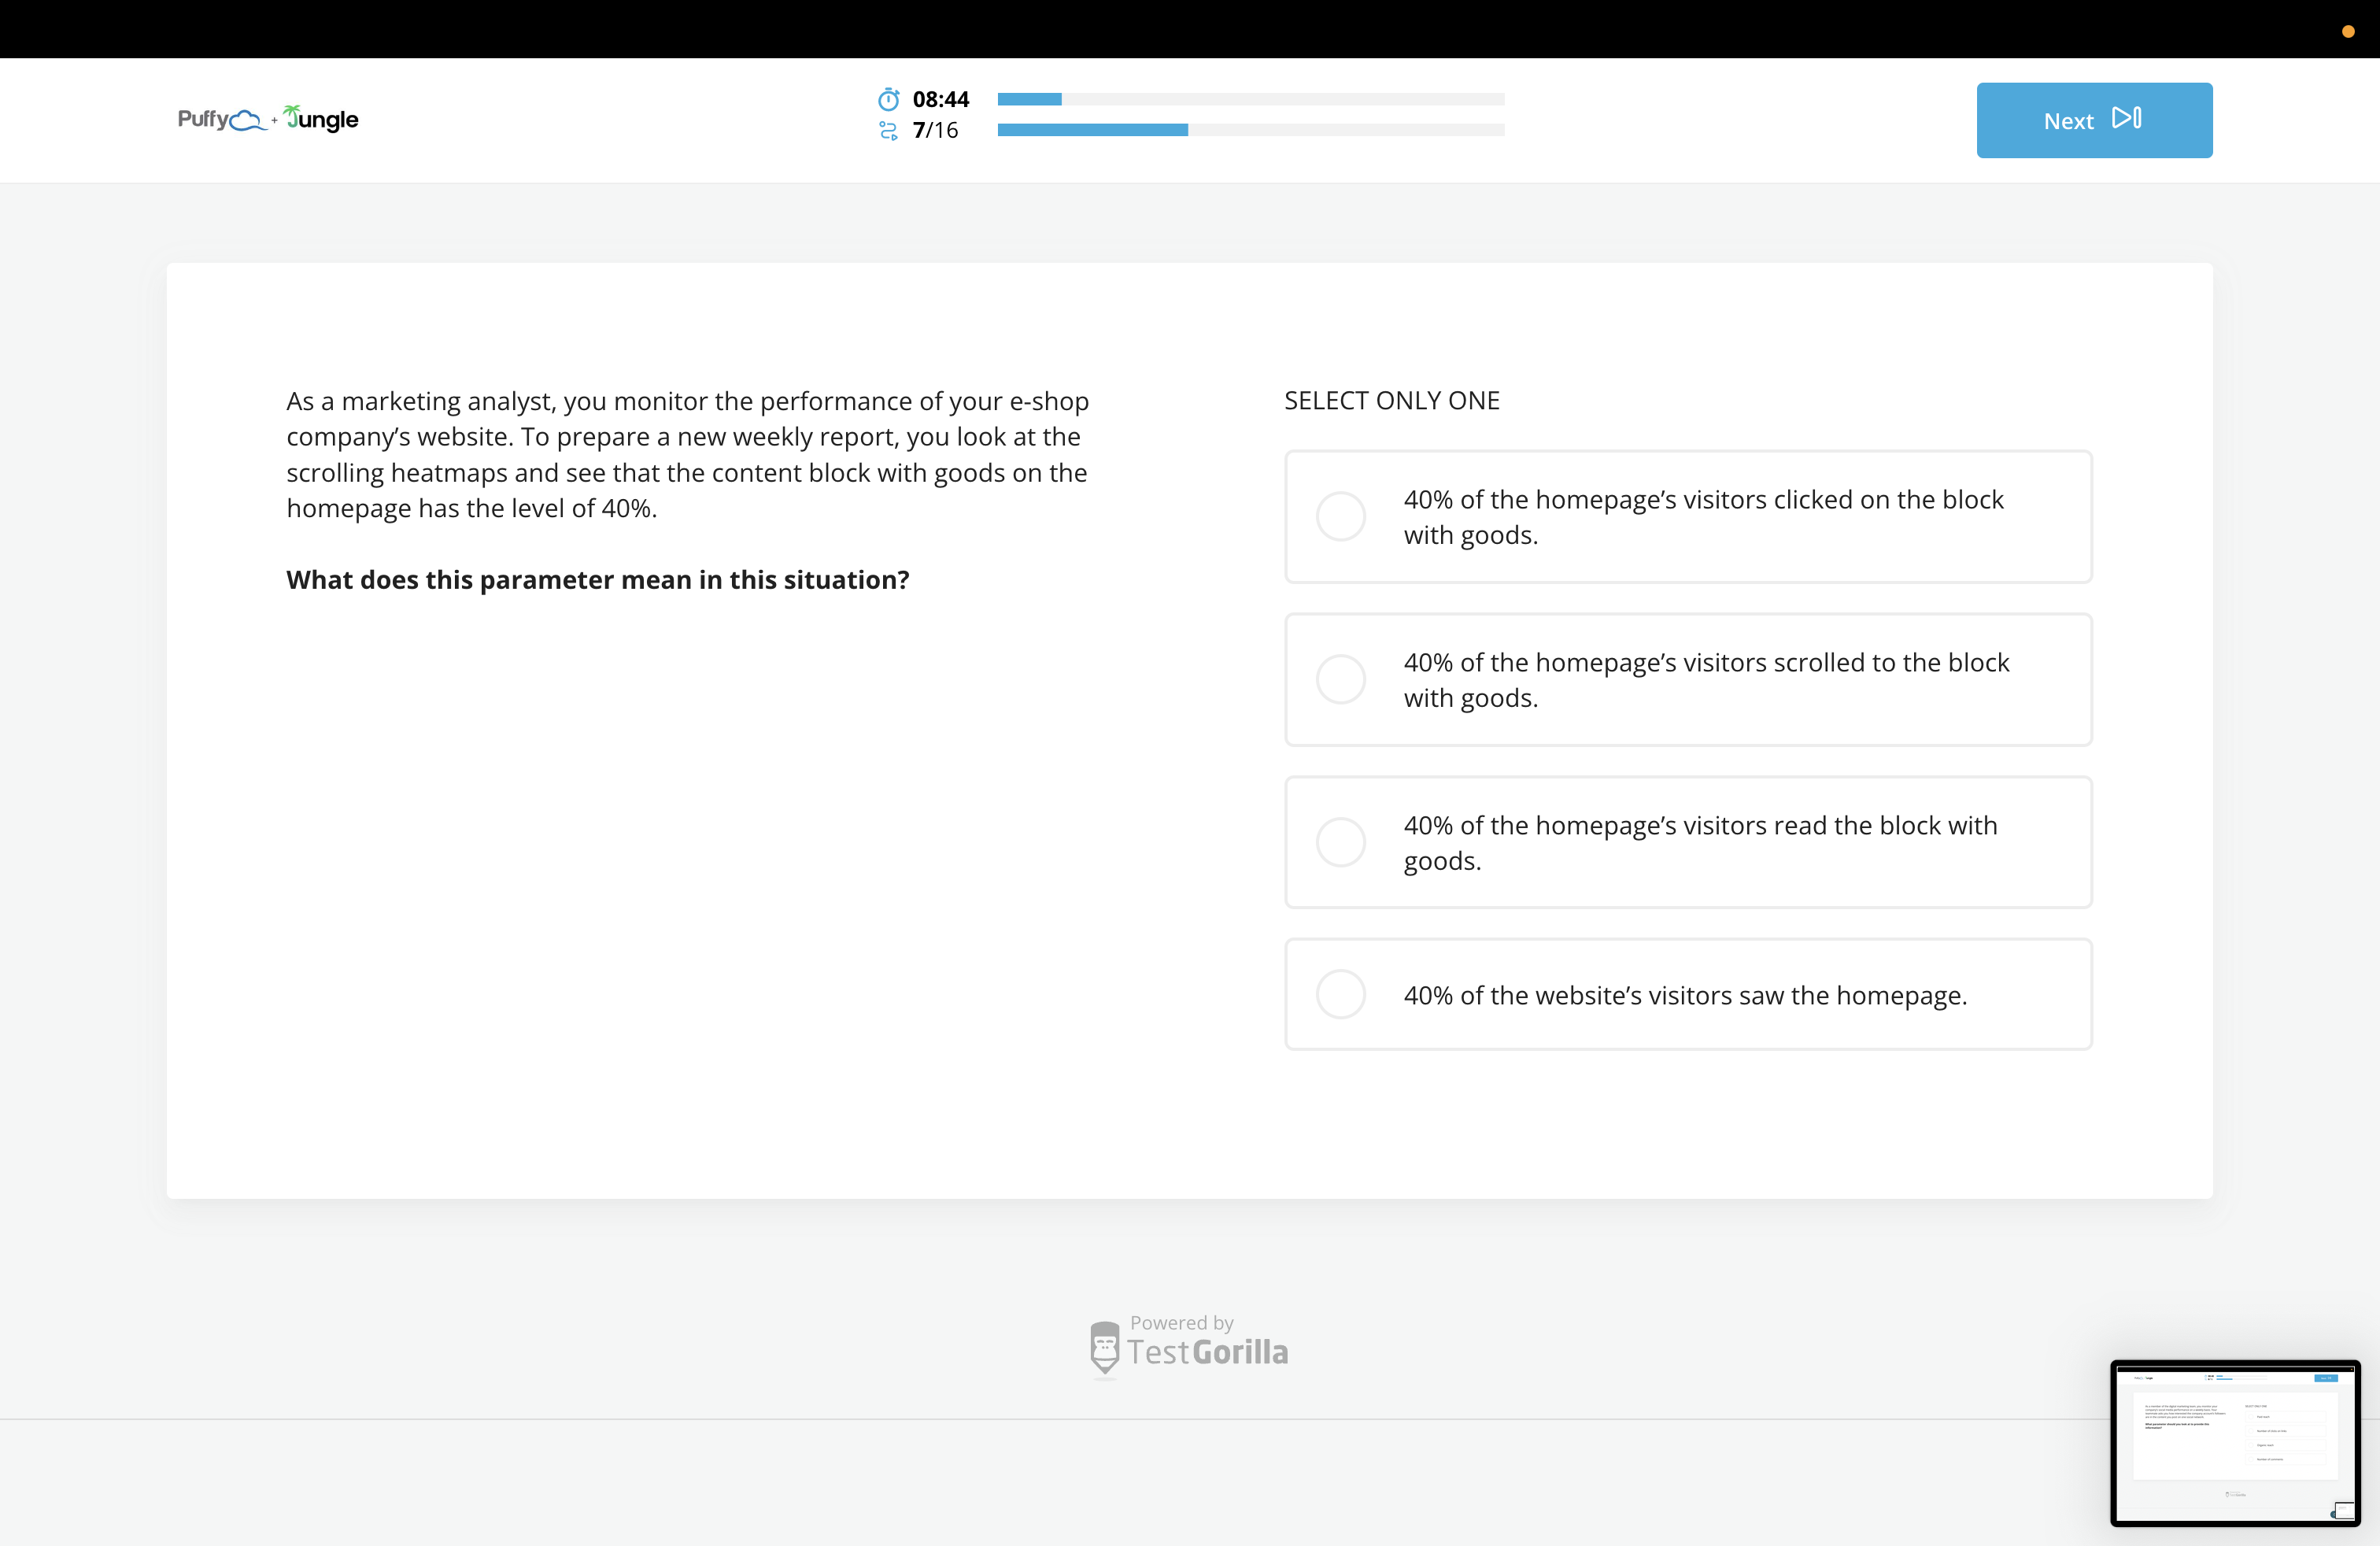 Puffy + Jungle
08:44
7/16
Next
As a marketing analyst, you monitor the performance of your e-shop
company’s website. To prepare a new weekly report, you look at the
scrolling heatmaps and see that the content block with goods on the
homepage has the level of 40%.
What does this parameter mean in this situation?
SELECT ONLY ONE
40% of the homepage’s visitors clicked on the block
with goods.
40% of the homepage’s visitors scrolled to the block
with goods.
40% of the homepage’s visitors read the block with
goods.
40% of the website’s visitors saw the homepage.
Powered by
TestGorilla